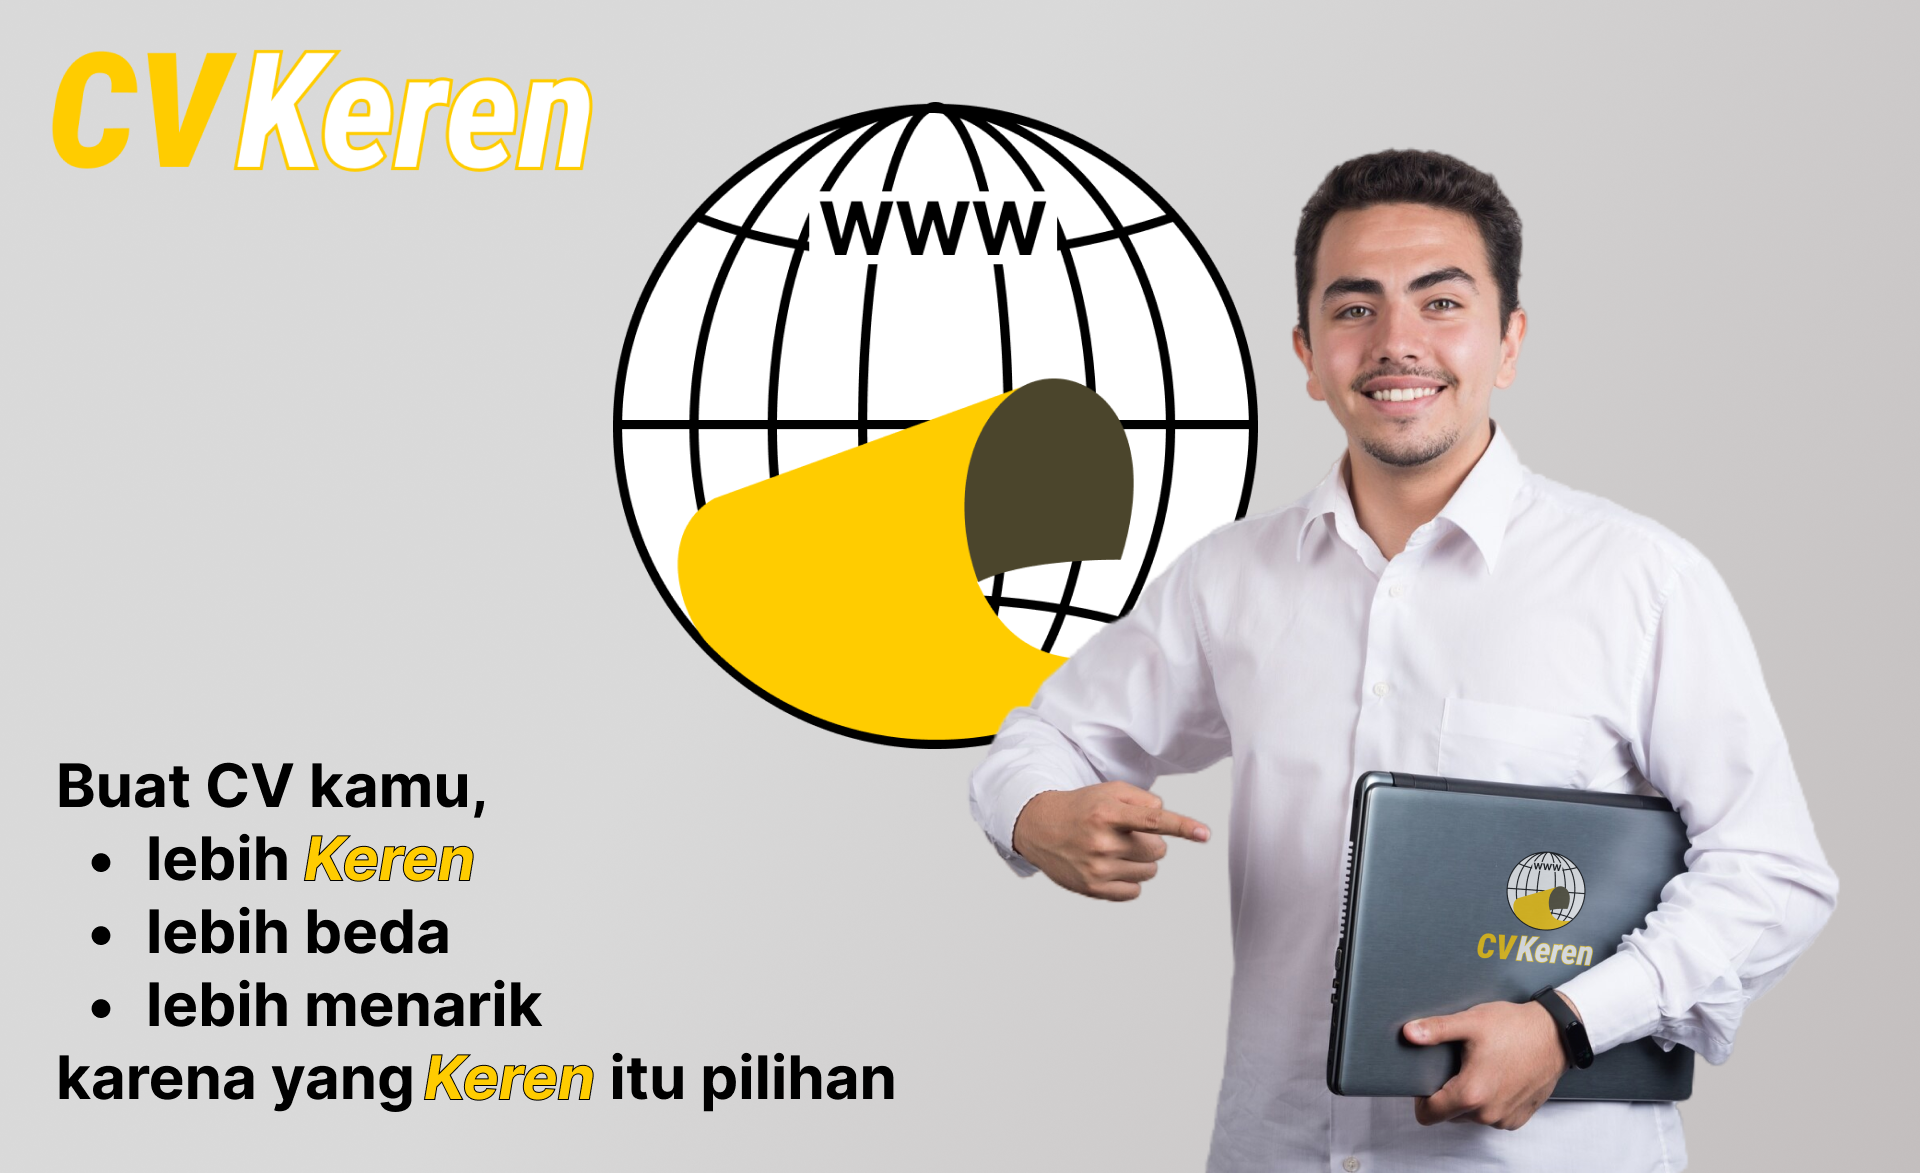 CVKeren
WWW
Buat CV kamu,
• lebih Keren
• lebih beda
• lebih menarik
karena yang Keren itu pilihan
WWW
CVKeren